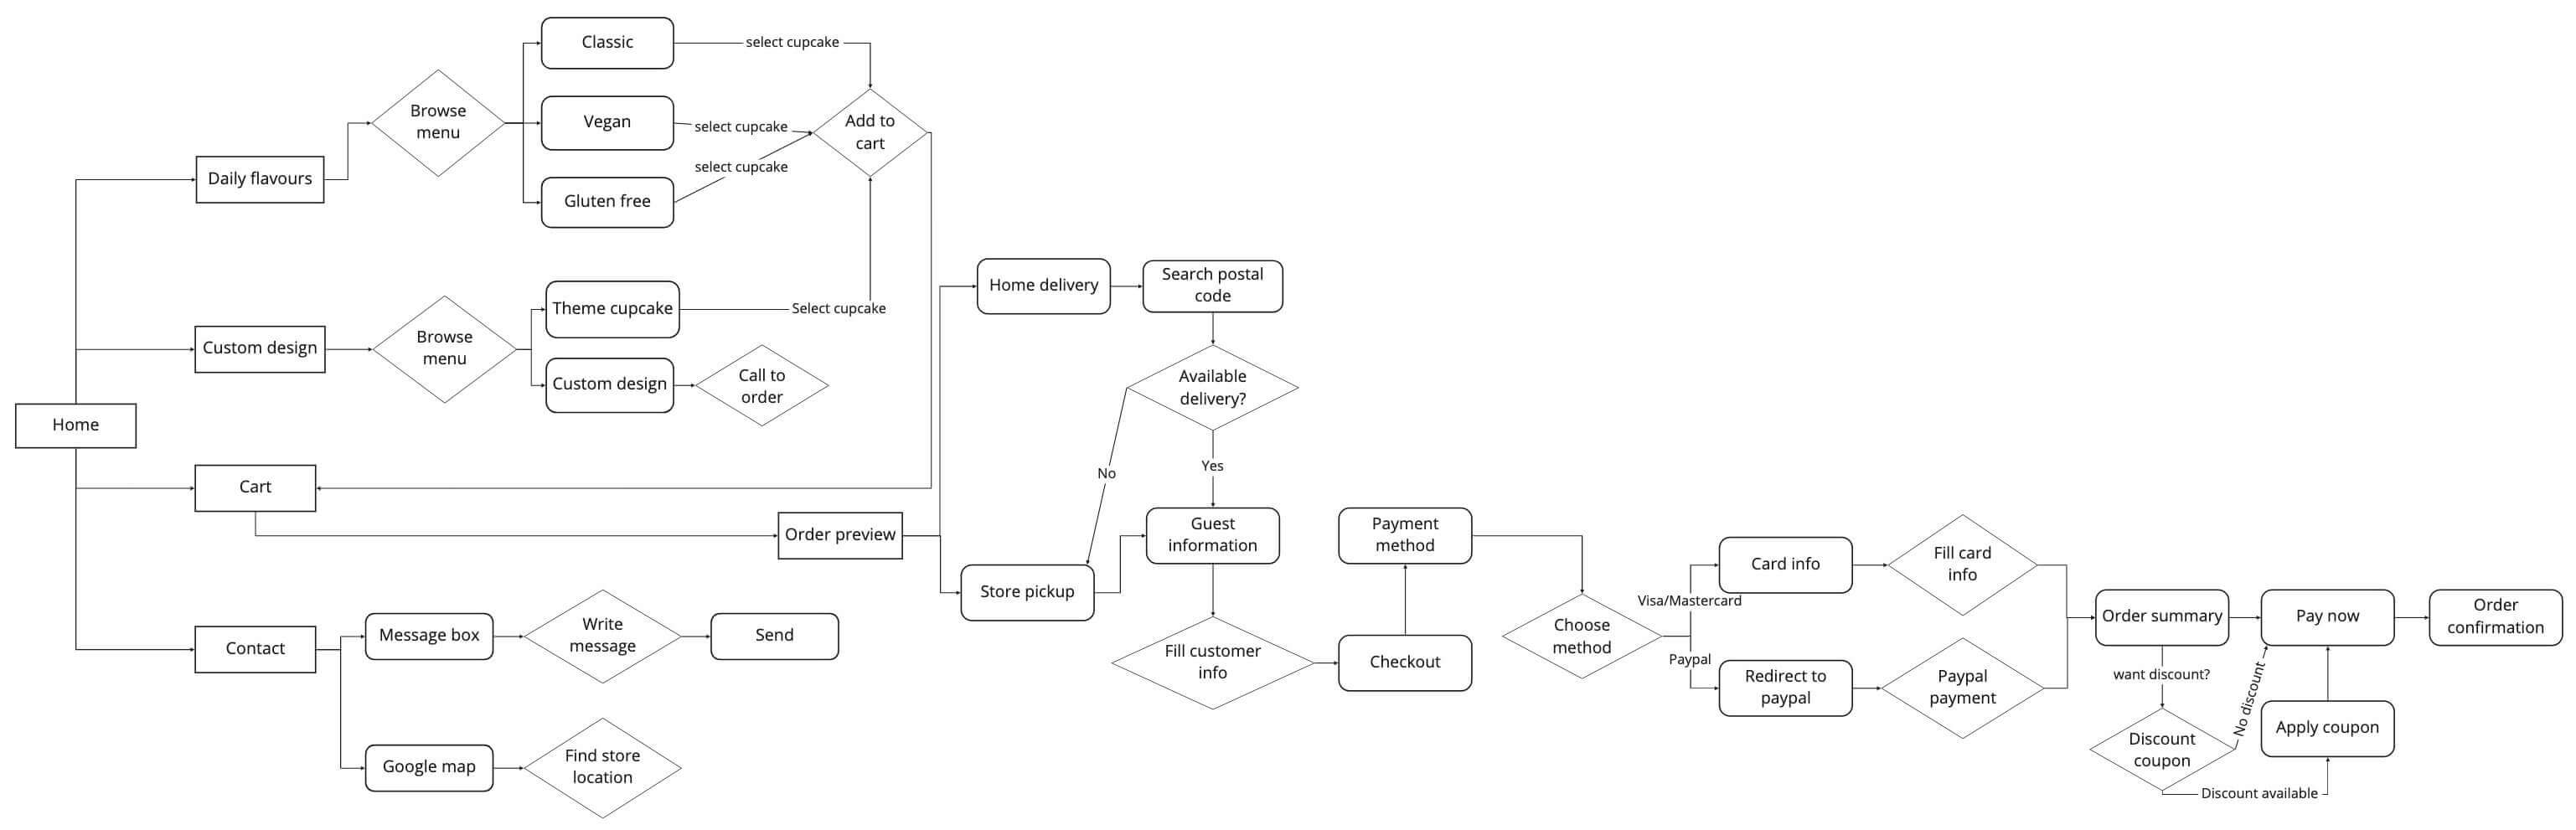 Classic
select cupcake
Browse
menu
Vegan
select cupcake
Add to
cart
select cupcake
Daily flavours
Gluten free
Home delivery
Search postal
code
Theme cupcake
Select cupcake
Custom design
Browse
menu
Custom design
Call to
order
Available
delivery?
Home
No
Yes
Cart
Order preview
Guest
information
Payment
method
Store pickup
Card info
Fill card
info
Visa/Mastercard
Choose
method
Order summary
Pay now
Order
confirmation
Message box
Write
message
Send
Contact
Fill customer
info
Checkout
Paypal
Redirect to
paypal
Paypal
payment
want discount?
No discount
Discount
coupon
Apply coupon
Google map
Find store
location
Discount available